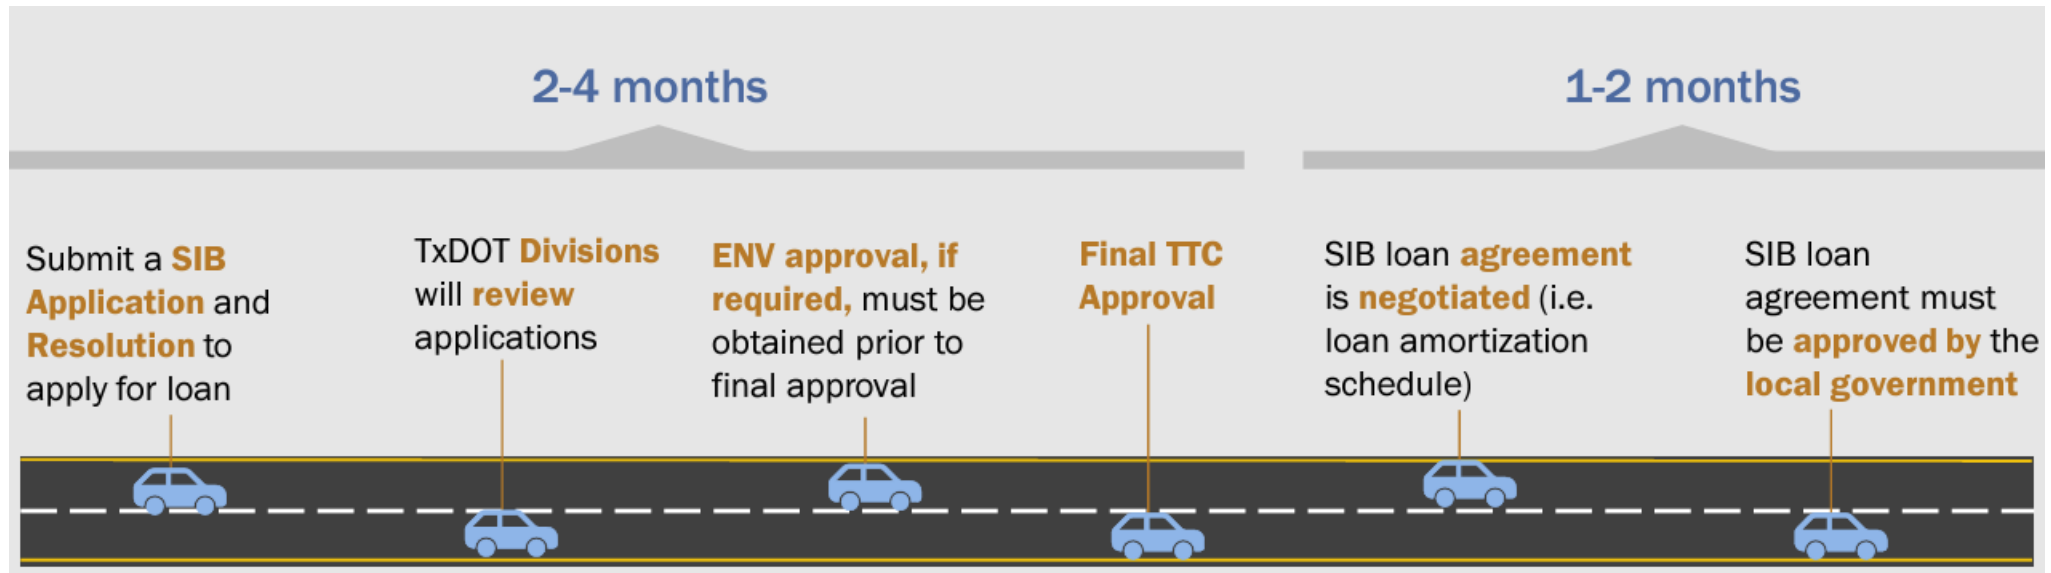 2-4 months
1-2 months
Submit a SIB
Application and
Resolution to
apply for loan
TxDOT Divisions
will review
applications
ENV approval, if
required, must be
obtained prior to
final approval
Final TTC
Approval
SIB loan agreement
is negotiated (i.e.
loan amortization
schedule)
SIB loan
agreement must
be approved by the
local government